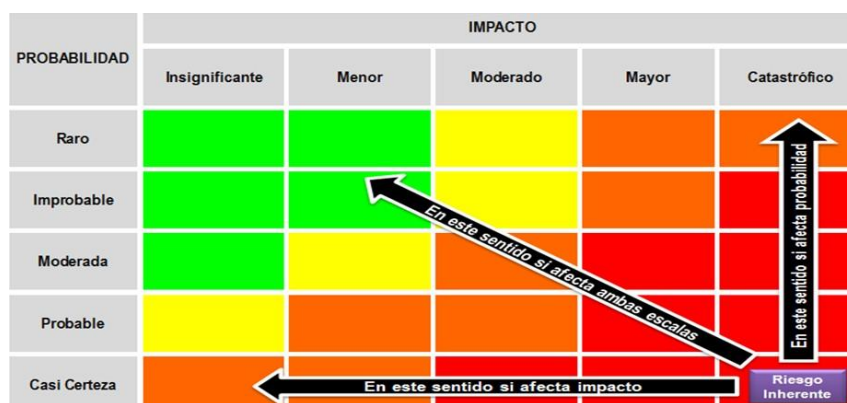 IMPACTO
PROBABILIDAD
Insignificante
Menor
Moderado
Mayor
Catastrófico
Raro
Improbable
Moderada
Probable
Casi Certeza
En este sentido si afecta ambas escalas
En este sentido si afecta probabilidad
En este sentido si afecta impacto
Riesgo
Inherente